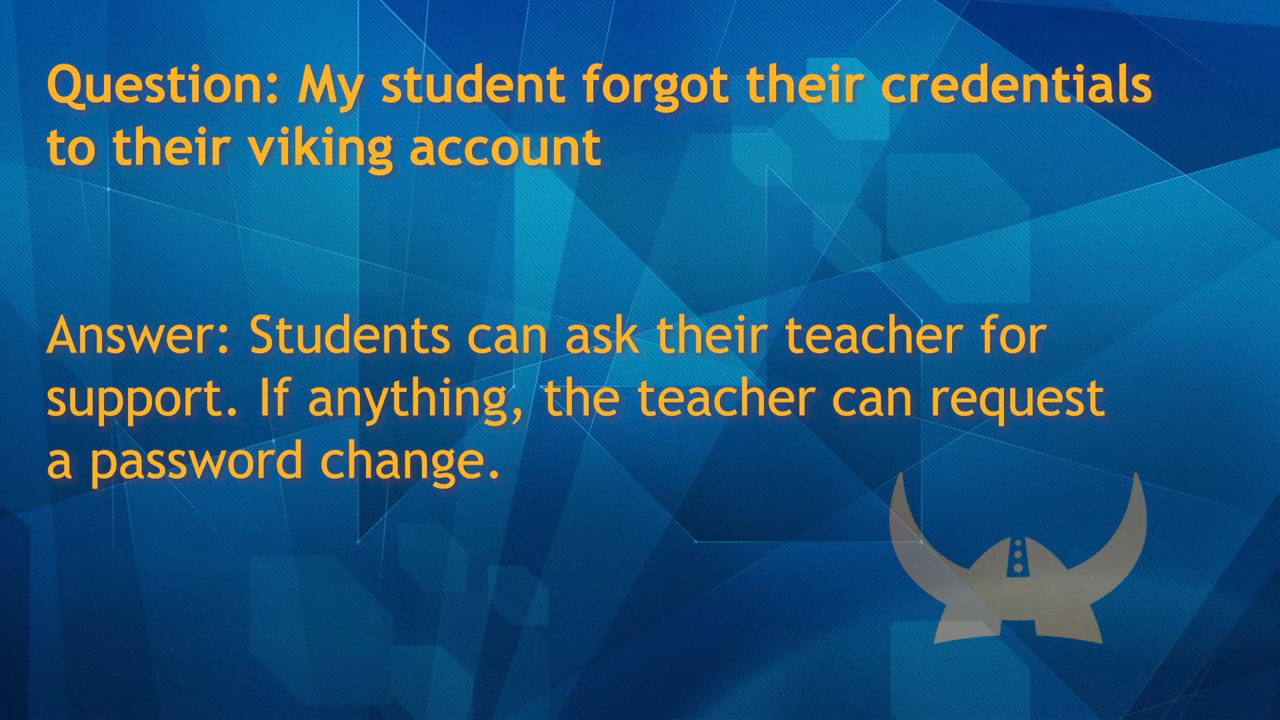 Question: My student forgot their credentials
to their viking account
Answer: Students can ask their teacher for
support. If anything, the teacher can request
a password change.